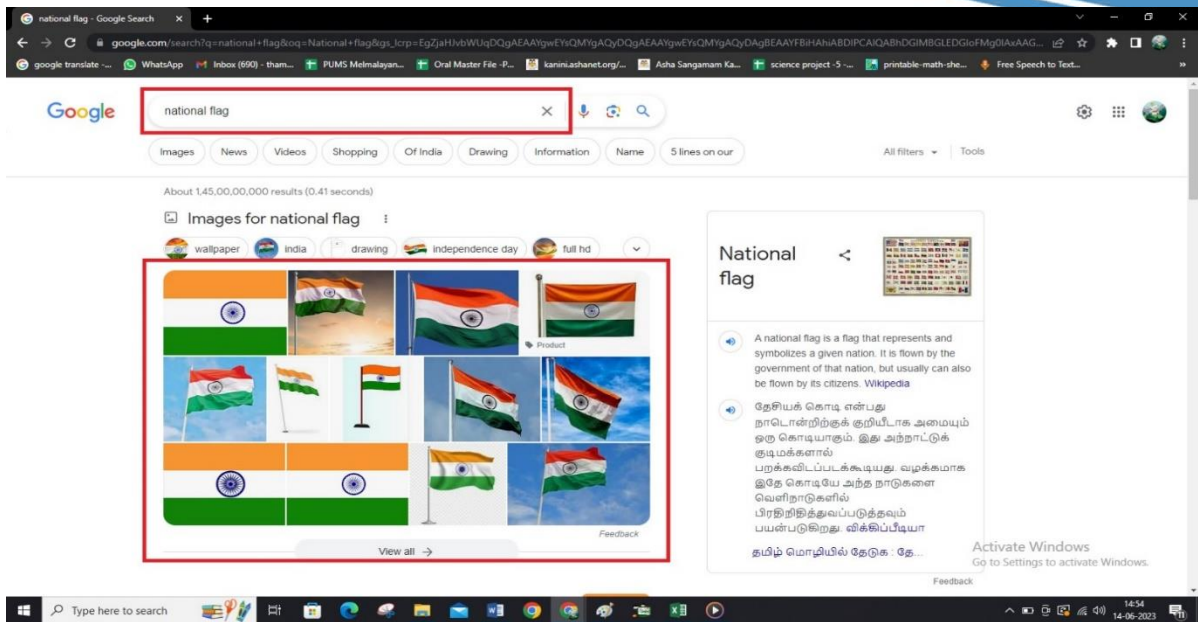 national flag - Google Search
google.com/search?q=national+flag&oq=National+flag&gs_lcrp=
google translate -... WhatsApp Inbox (690) - tham... PUMS Melmalayan... Oral Master File -P... kanini.ashanet.org/... Asha Sangamam Ka... science project -5 -... printable-math-she... Free Speech to Text...
Google
national flag
Images News Videos Shopping Of India Drawing Information Name 5 lines on our All filters Tools
About 1,45,00,00,000 results (0.41 seconds)
Images for national flag
wallpaper india drawing independence day full hd
Product
Feedback
View all
National
flag
A national flag is a flag that represents and
symbolizes a given nation. It is flown by the
government of that nation, but usually can also
be flown by its citizens. Wikipedia
தேசியக் கொடி என்பது
நாடொன்றிற்குக் குறியீடாக அமையும்
ஒரு கொடியாகும். இது அந்நாட்டுக்
குடிமக்களால்
பறக்கவிடப்படக்கூடியது. வழக்கமாக
இதே கொடியே அந்த நாடுகளை
வெளிநாடுகளில்
பிரதிநிதித்துவப்படுத்தவும்
பயன்படுகிறது. விக்கிப்பீடியா
தமிழ் மொழியில் தேடுக : தே...
Feedback
Activate Windows
Go to Settings to activate Windows.
Type here to search
14:54
14-06-2023